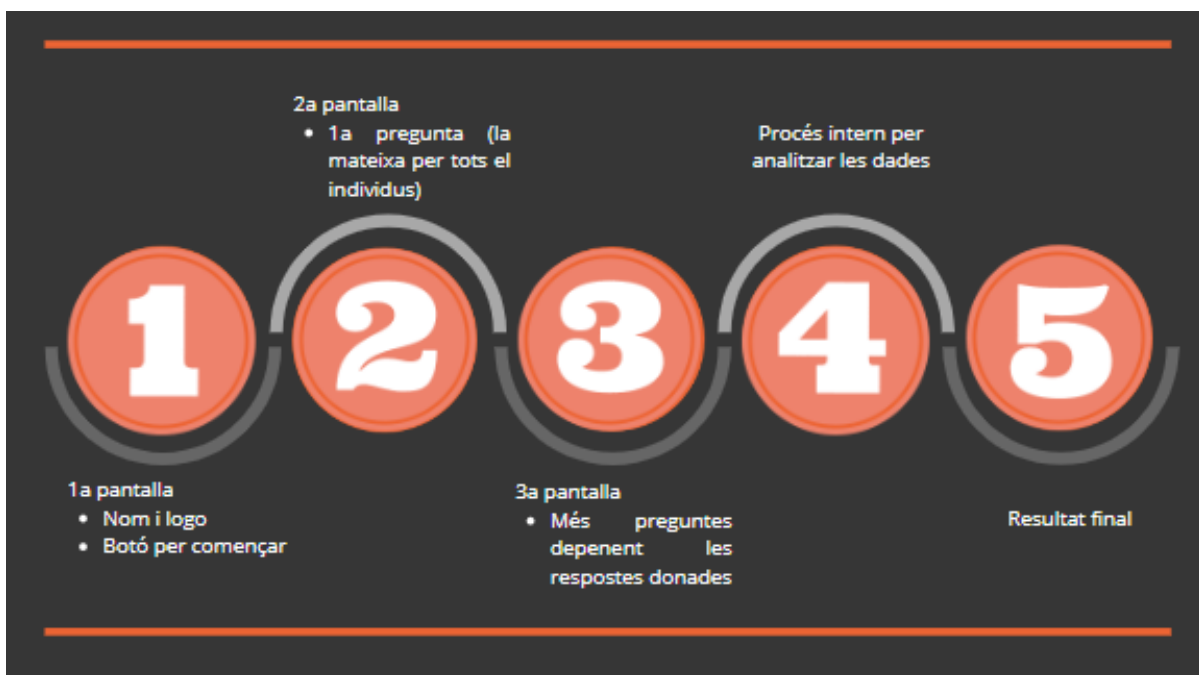 2a pantalla
• 1a pregunta (la
mateixa per tots el
individus)
Procés intern per
analitzar les dades
1
2
3
4
5
1a pantalla
• Nom i logo
• Botó per començar
3a pantalla
• Més preguntes
depenent les
respostes donades
Resultat final